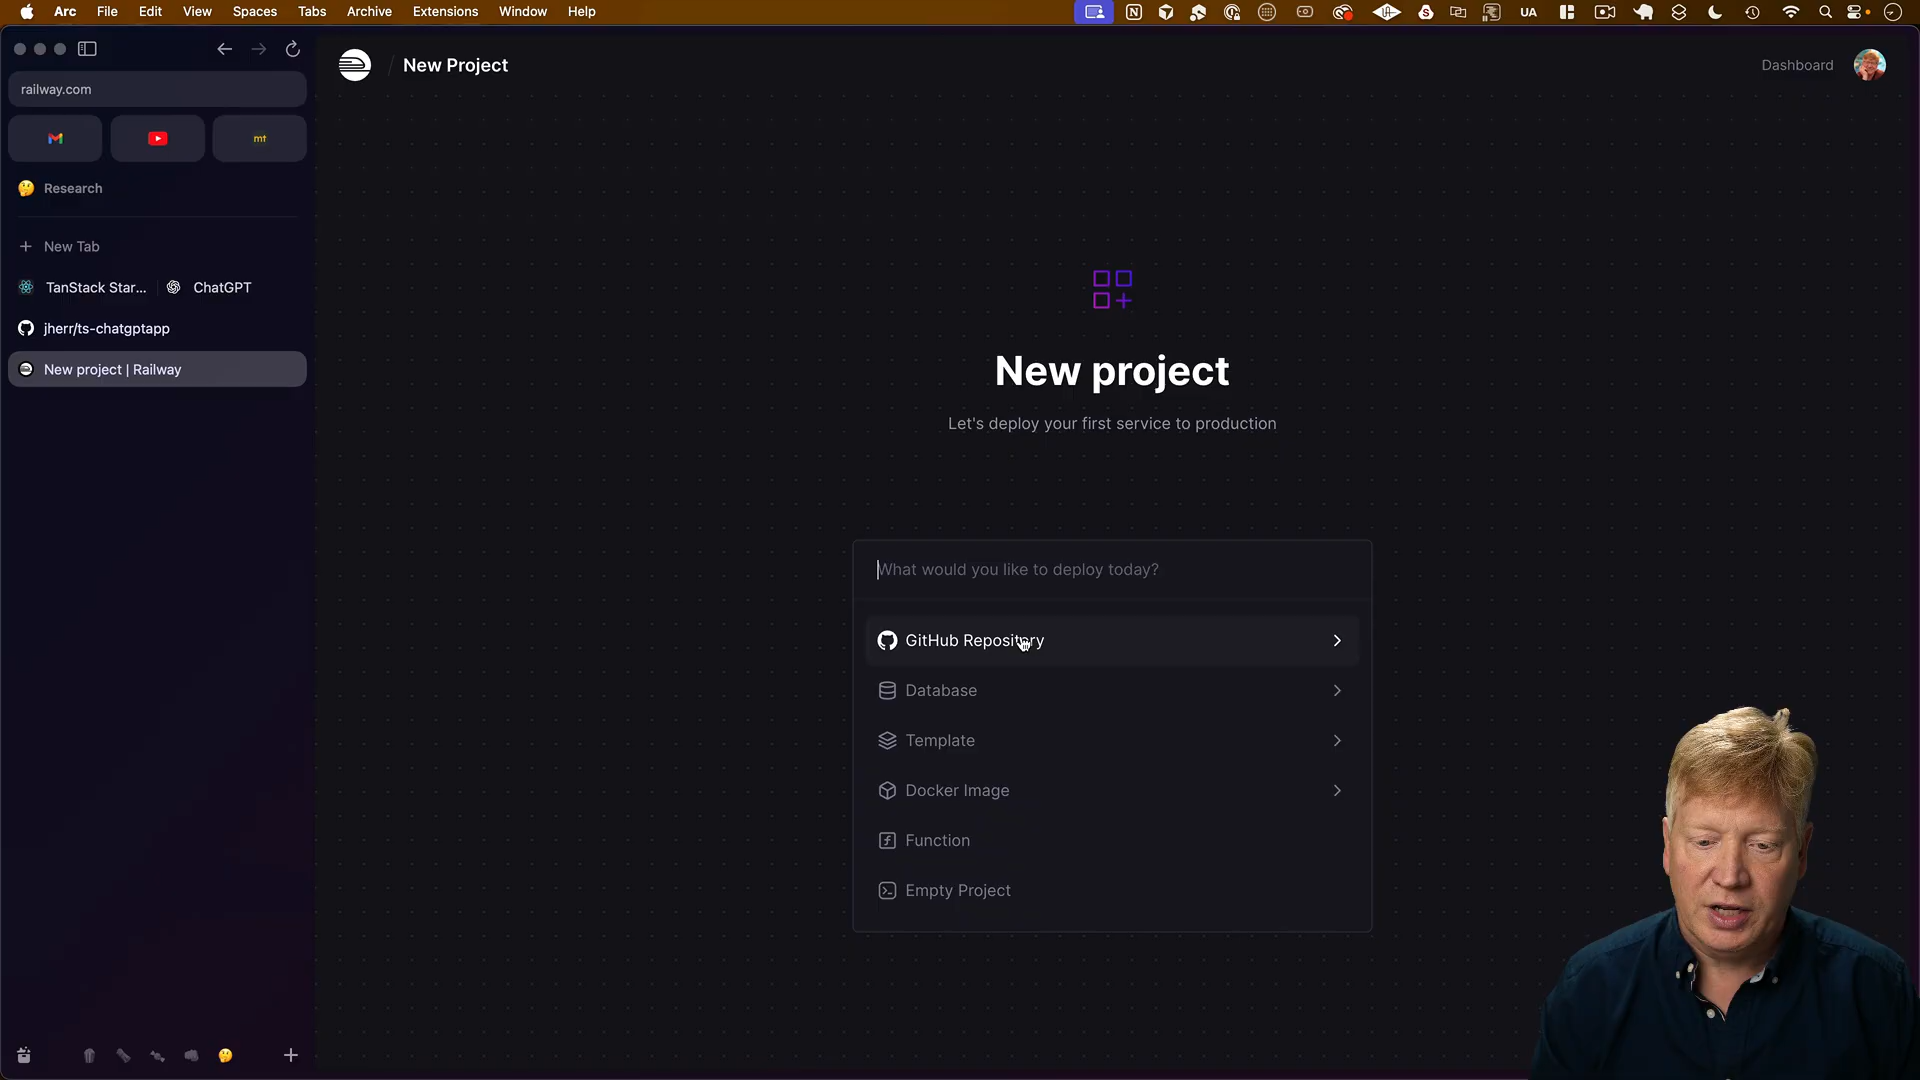 Arc File Edit View Spaces Tabs Archive Extensions Window Help
UA
railway.com
mt
Research
New Tab
TanStack Star... ChatGPT
jherr/ts-chatgptapp
New project | Railway
/ New Project
Dashboard
New project
Let's deploy your first service to production
What would you like to deploy today?
GitHub Repository
Database
Template
Docker Image
Function
Empty Project